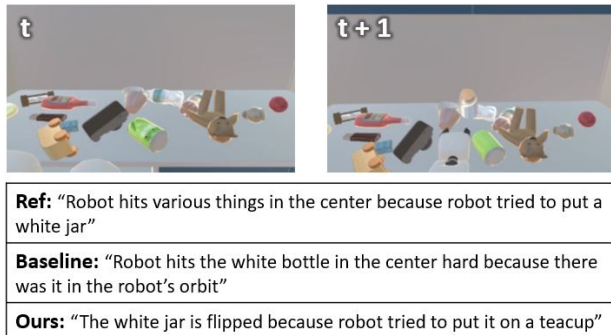 t
t + 1
Ref: “Robot hits various things in the center because robot tried to put a
white jar”
Baseline: “Robot hits the white bottle in the center hard because there
was it in the robot’s orbit”
Ours: “The white jar is flipped because robot tried to put it on a teacup”